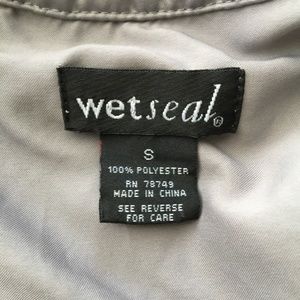 wetseal®
S
100% POLYESTER
RN 78749
MADE IN CHINA
SEE REVERSE
FOR CARE